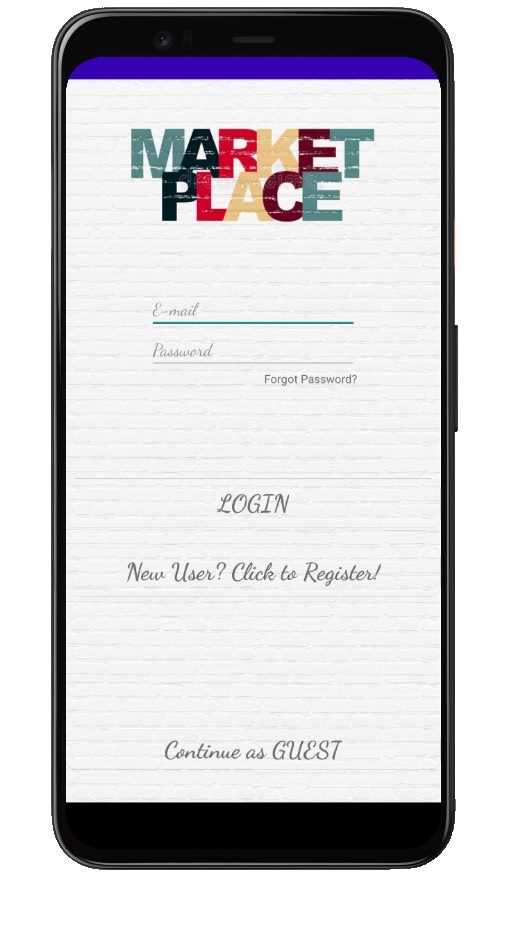 MARKET
PLACE
E-mail
Password
Forgot Password?
LOGIN
New User? Click to Register!
Continue as GUEST